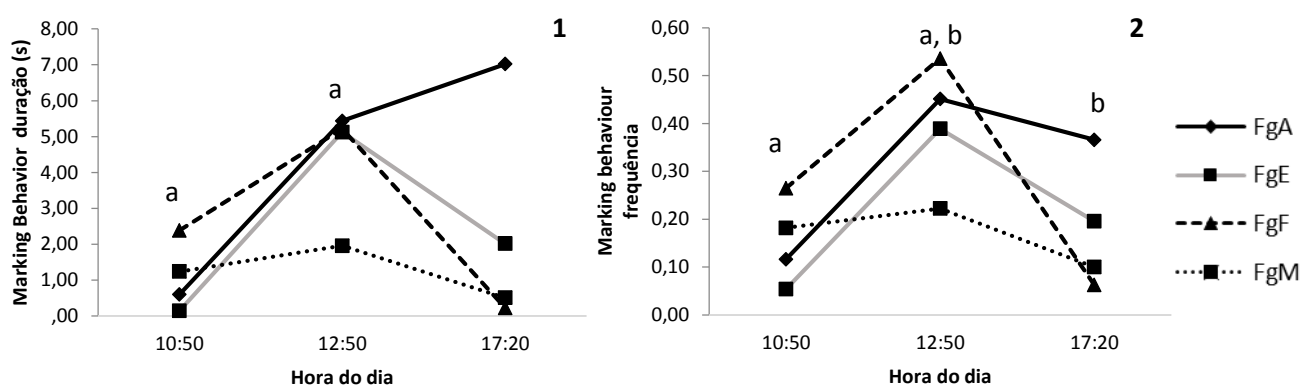 1
Marking Behavior duração (s)
8,00
7,00
6,00
5,00
4,00
3,00
2,00
1,00
,00
a
a
10:50 12:50 17:20
Hora do dia
2
Marking behaviour
frequência
0,60
0,50
0,40
0,30
0,20
0,10
0,00
a
a, b
b
10:50 12:50 17:20
Hora do dia
FgA
FgE
FgF
FgM